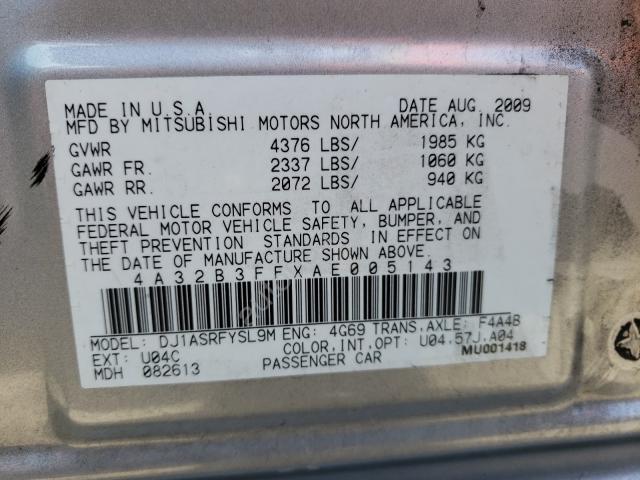 MADE IN U.S.A. DATE AUG. 2009
MFD BY MITSUBISHI MOTORS NORTH AMERICA, INC.
GVWR 4376 LBS/ 1985 KG
GAWR FR. 2337 LBS/ 1060 KG
GAWR RR. 2072 LBS/ 940 KG
THIS VEHICLE CONFORMS TO ALL APPLICABLE
FEDERAL MOTOR VEHICLE SAFETY, BUMPER, AND
THEFT PREVENTION STANDARDS IN EFFECT ON
THE DATE OF MANUFACTURE SHOWN ABOVE.
4A32B3FFXAE005143
MODEL: DJ1ASRFYSL9M ENG: 4G69 TRANS.AXLE: F4A4B
EXT: U04C COLOR,INT,OPT: U04.57J.A04
MDH 082613 PASSENGER CAR MU001418